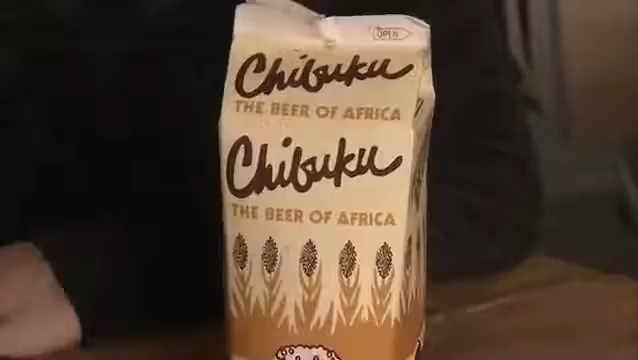 OPEN
Chibuku
THE BEER OF AFRICA
Chibuku
THE BEER OF AFRICA